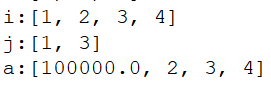 i:[1, 2, 3, 4]
j:[1, 3]
a:[100000.0, 2, 3, 4]